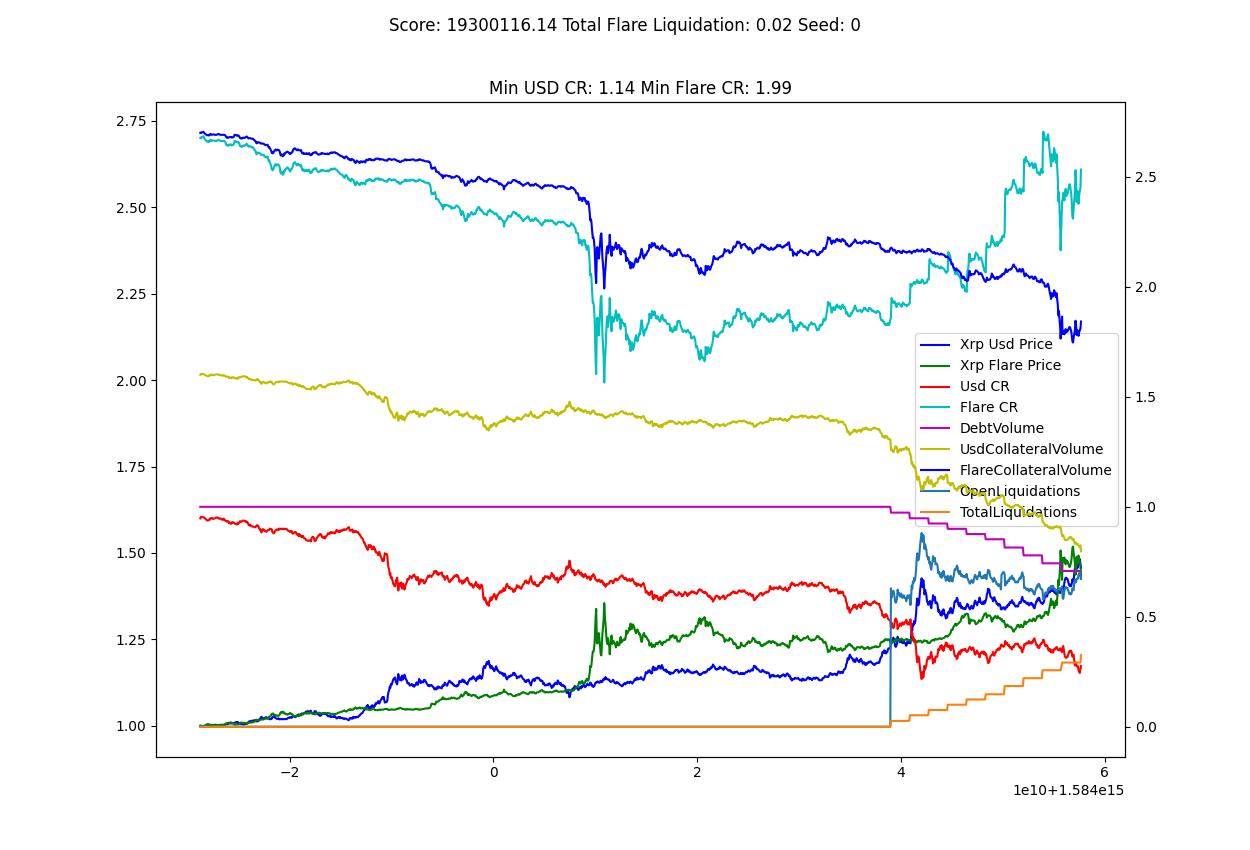 Score: 19300116.14 Total Flare Liquidation: 0.02 Seed: 0
Min USD CR: 1.14 Min Flare CR: 1.99
2.75
2.50
2.25
2.00
1.75
1.50
1.25
1.00
2.5
2.0
1.5
1.0
0.5
0.0
Xrp Usd Price
Xrp Flare Price
Usd CR
Flare CR
DebtVolume
UsdCollateralVolume
FlareCollateralVolume
OpenLiquidations
TotalLiquidations
−2 0 2 4 6
1e10+1.584e15